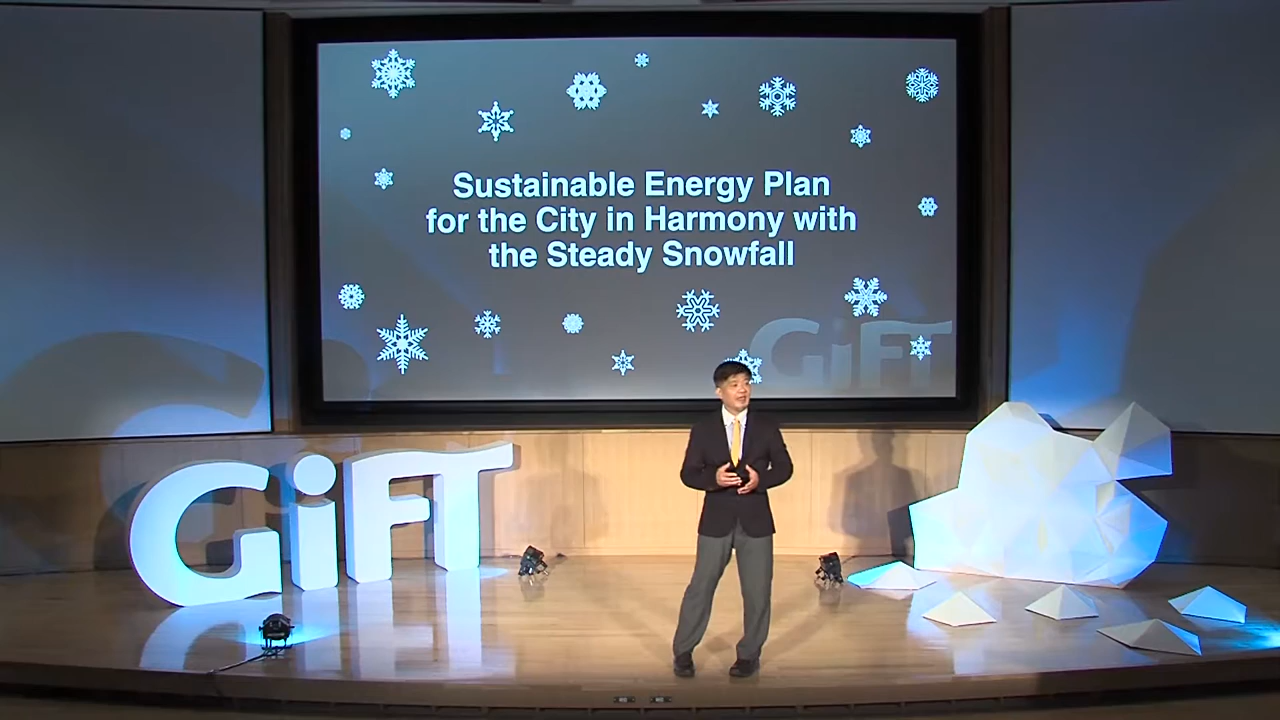 Sustainable Energy Plan
for the City in Harmony with
the Steady Snowfall
GiFT
GiFT